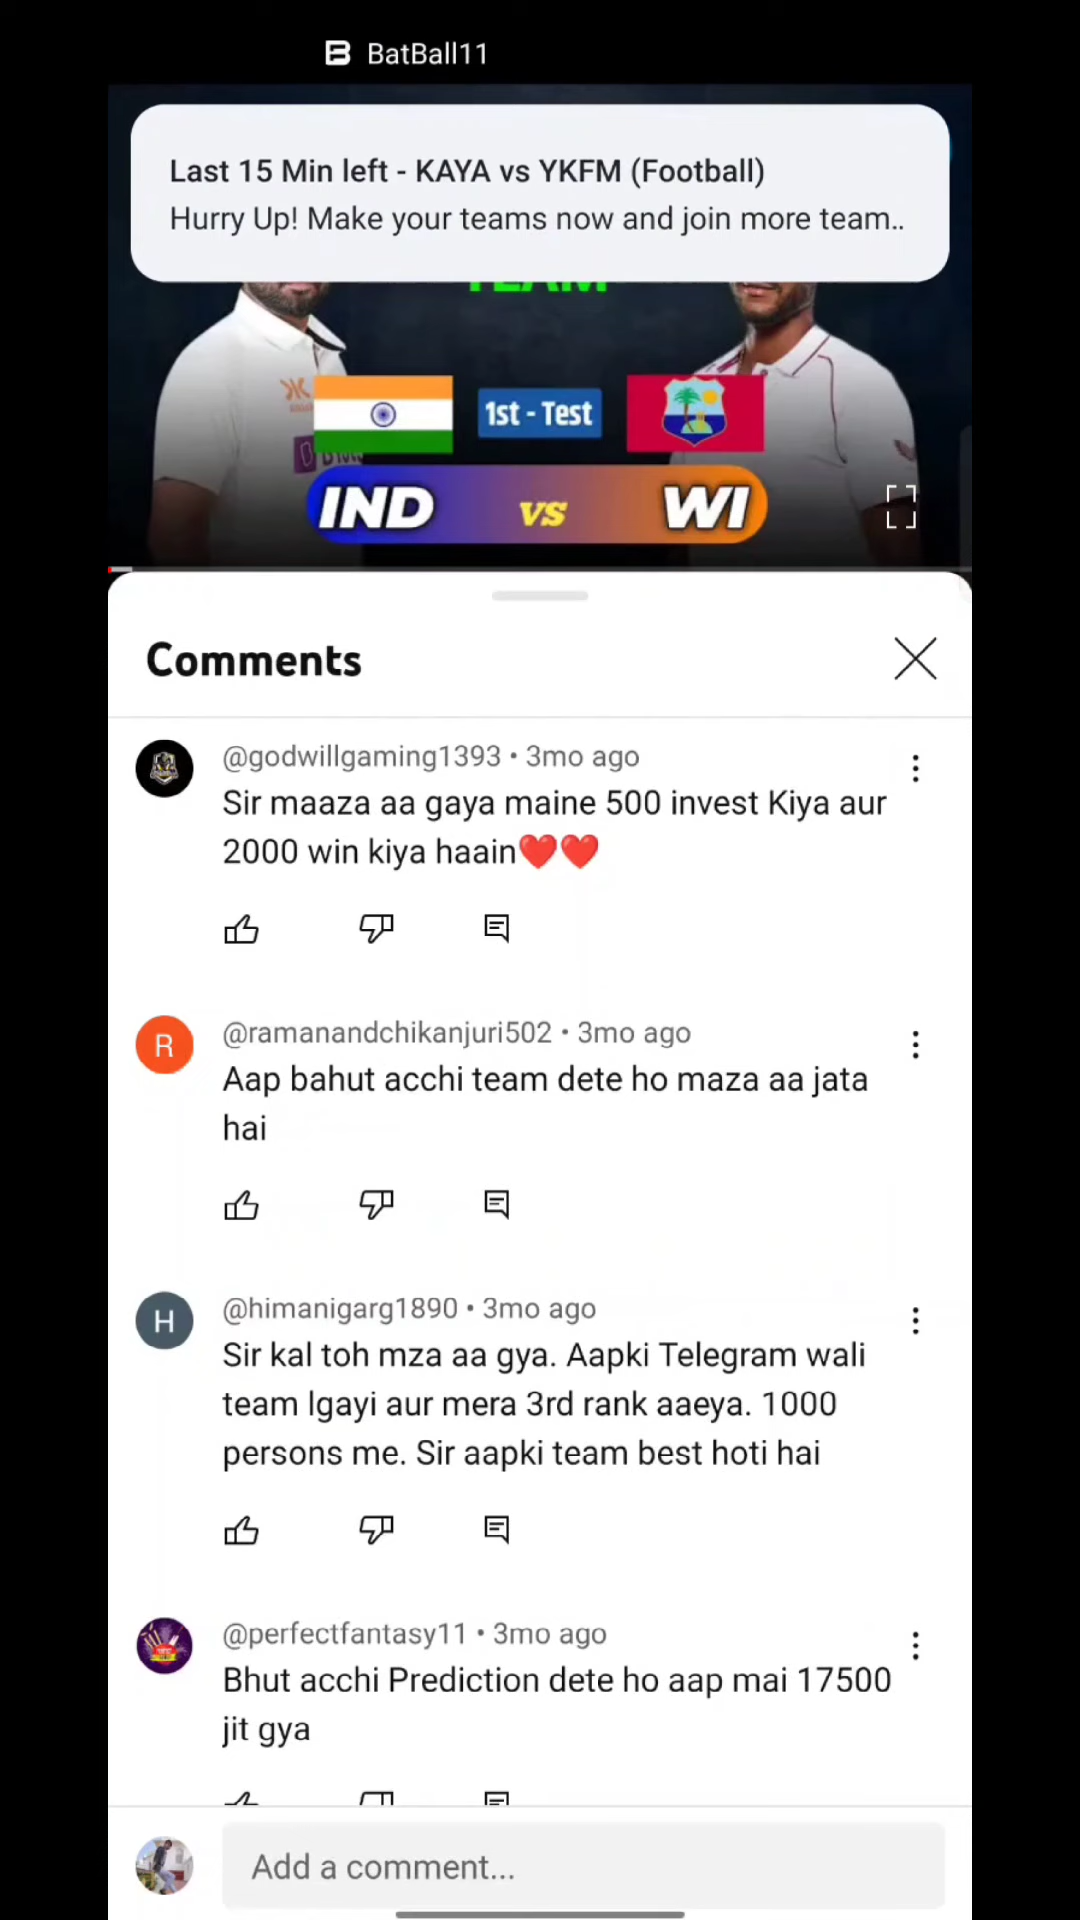 BatBall11
Last 15 Min left - KAYA vs YKFM (Football)
Hurry Up! Make your teams now and join more team..
TEAM
1st - Test
IND vs WI
Comments
@godwillgaming1393 • 3mo ago
Sir maaza aa gaya maine 500 invest Kiya aur
2000 win kiya haain❤️❤️
R
@ramanandchikanjuri502 • 3mo ago
Aap bahut acchi team dete ho maza aa jata
hai
H
@himanigarg1890 • 3mo ago
Sir kal toh mza aa gya. Aapki Telegram wali
team lgayi aur mera 3rd rank aaeya. 1000
persons me. Sir aapki team best hoti hai
@perfectfantasy11 • 3mo ago
Bhut acchi Prediction dete ho aap mai 17500
jit gya
Add a comment...